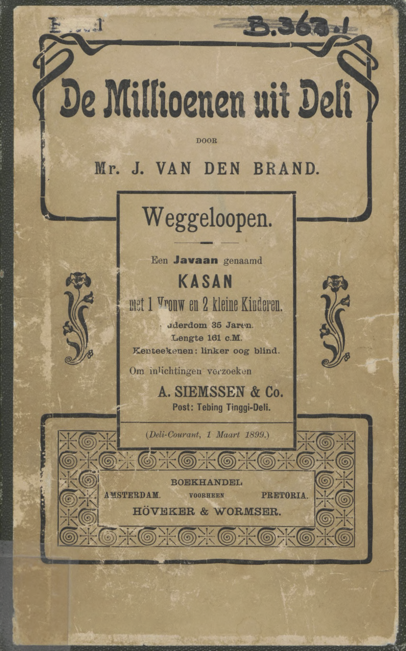 B.363.1
De Millioenen uit Deli
DOOR
Mr. J. VAN DEN BRAND.
Weggeloopen.
Een Javaan genaamd
KASAN
met 1 Vrouw en 2 kleine Kinderen.
uderdom 35 Jaren.
Lengte 161 c.M.
Kenteekenen: linker oog blind.
Om inlichtingen verzoeken
A. SIEMSSEN & Co.
Post: Tebing Tinggi-Deli.
(Deli-Courant, 1 Maart 1899.)
BOEKHANDEL
AMSTERDAM. VOORHEEN PRETORIA.
HÖVEKER & WORMSER.